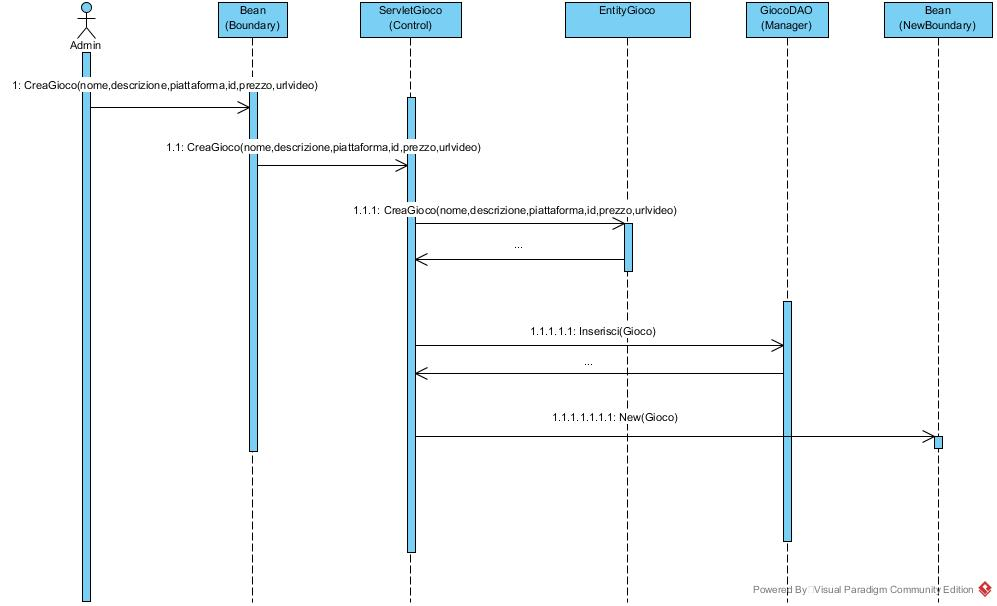 Bean
(Boundary)
ServletGioco
(Control)
EntityGioco
GiocoDAO
(Manager)
Bean
(NewBoundary)
Admin
1: CreaGioco(nome,descrizione,piattaforma,id,prezzo,urlvideo)
1.1: CreaGioco(nome,descrizione,piattaforma,id,prezzo,urlvideo)
1.1.1: CreaGioco(nome,descrizione,piattaforma,id,prezzo,urlvideo)
...
1.1.1.1.1: Inserisci(Gioco)
...
1.1.1.1.1.1.1: New(Gioco)
Powered By Visual Paradigm Community Edition